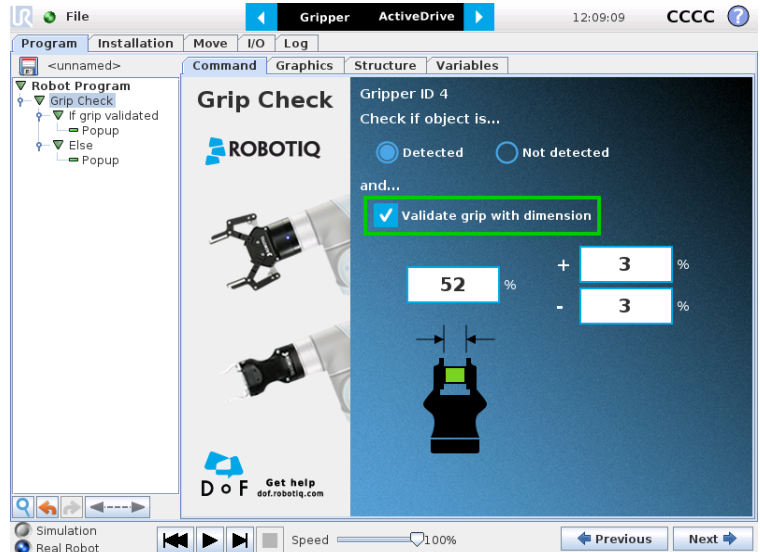 File
Gripper ActiveDrive
12:09:09
CCCC ?
Program Installation Move I/O Log
<unnamed>
Command Graphics Structure Variables
Robot Program
Grip Check
If grip validated
Popup
Else
Popup
Grip Check
ROBOTIQ
DoF Get help
dof.robotiq.com
Gripper ID 4
Check if object is...
Detected Not detected
and...
Validate grip with dimension
52 %
+ 3 %
- 3 %
Simulation
Real Robot
Speed 100%
Previous Next